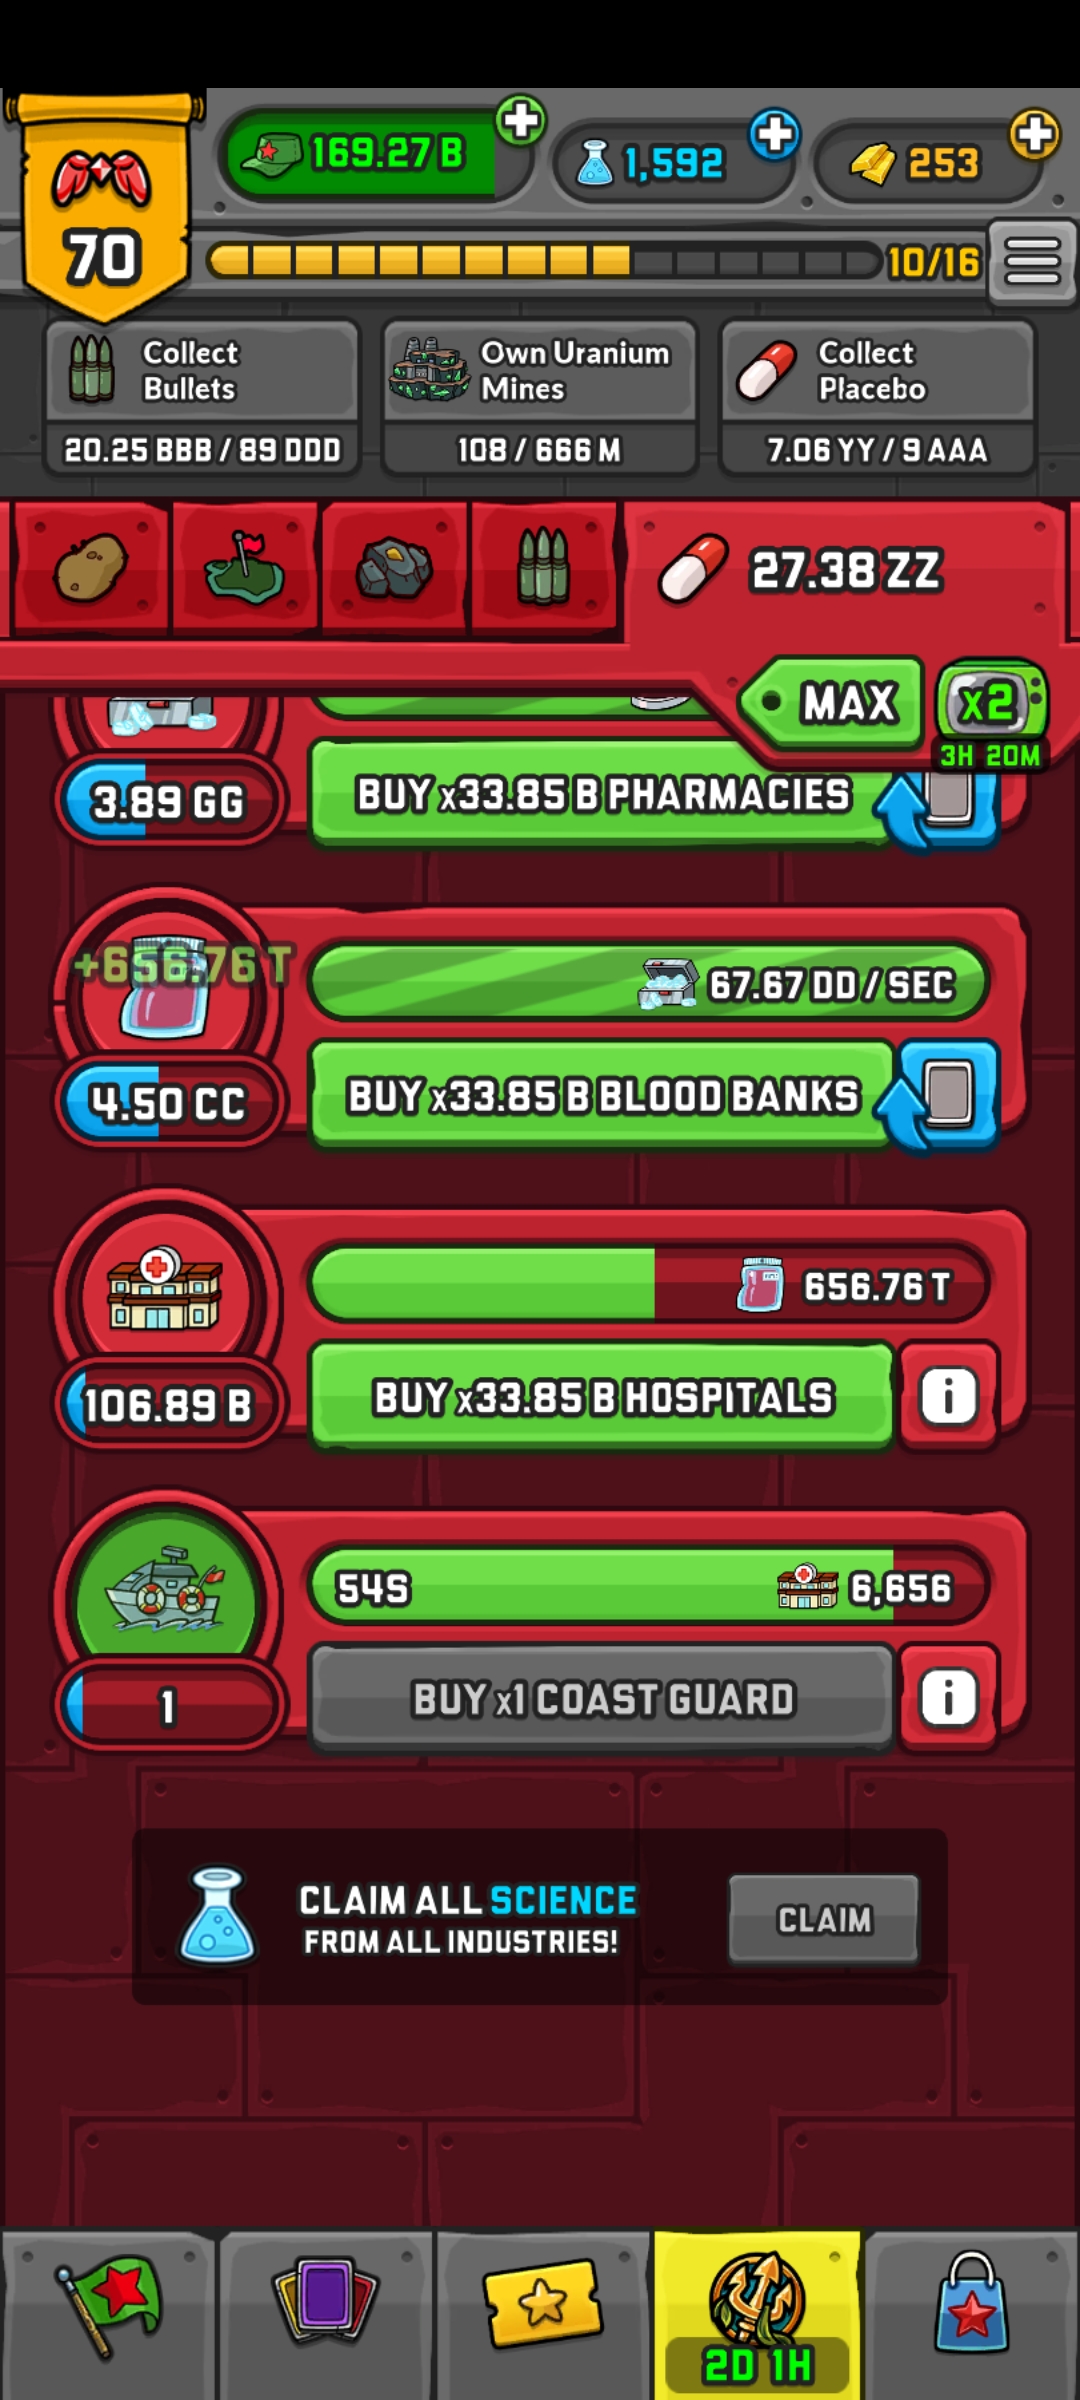 169.27 B
1,592
253
70
10/16
Collect
Bullets
20.25 BBB / 89 DDD
Own Uranium
Mines
108 / 666 M
Collect
Placebo
7.06 YY / 9 AAA
27.38 ZZ
MAX
x2
3H 20M
3.89 GG
BUY x33.85 B PHARMACIES
+656.76 T
67.67 DD / SEC
4.50 CC
BUY x33.85 B BLOOD BANKS
656.76 T
106.89 B
BUY x33.85 B HOSPITALS
i
54S
6,656
1
BUY x1 COAST GUARD
i
CLAIM ALL SCIENCE
FROM ALL INDUSTRIES!
CLAIM
2D 1H